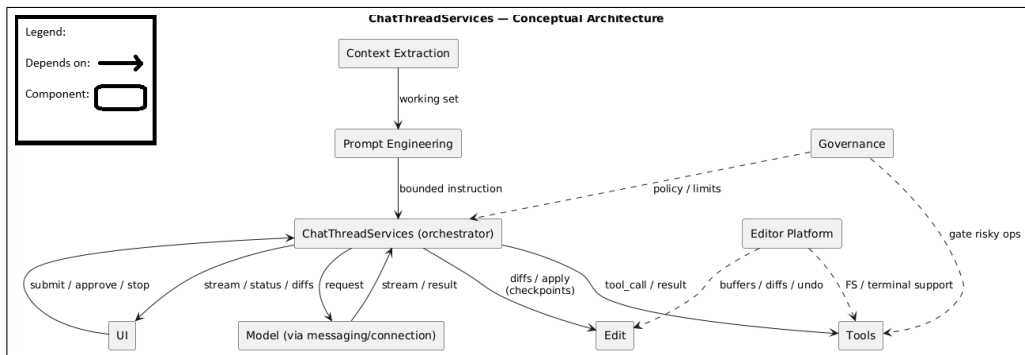 ChatThreadServices — Conceptual Architecture
Legend:
Depends on:
Component:
Context Extraction
working set
Prompt Engineering
Governance
bounded instruction
policy / limits
ChatThreadServices (orchestrator)
Editor Platform
gate risky ops
submit / approve / stop
stream / status / diffs
request
stream / result
diffs / apply
(checkpoints)
tool_call / result
buffers / diffs / undo
FS / terminal support
UI
Model (via messaging/connection)
Edit
Tools